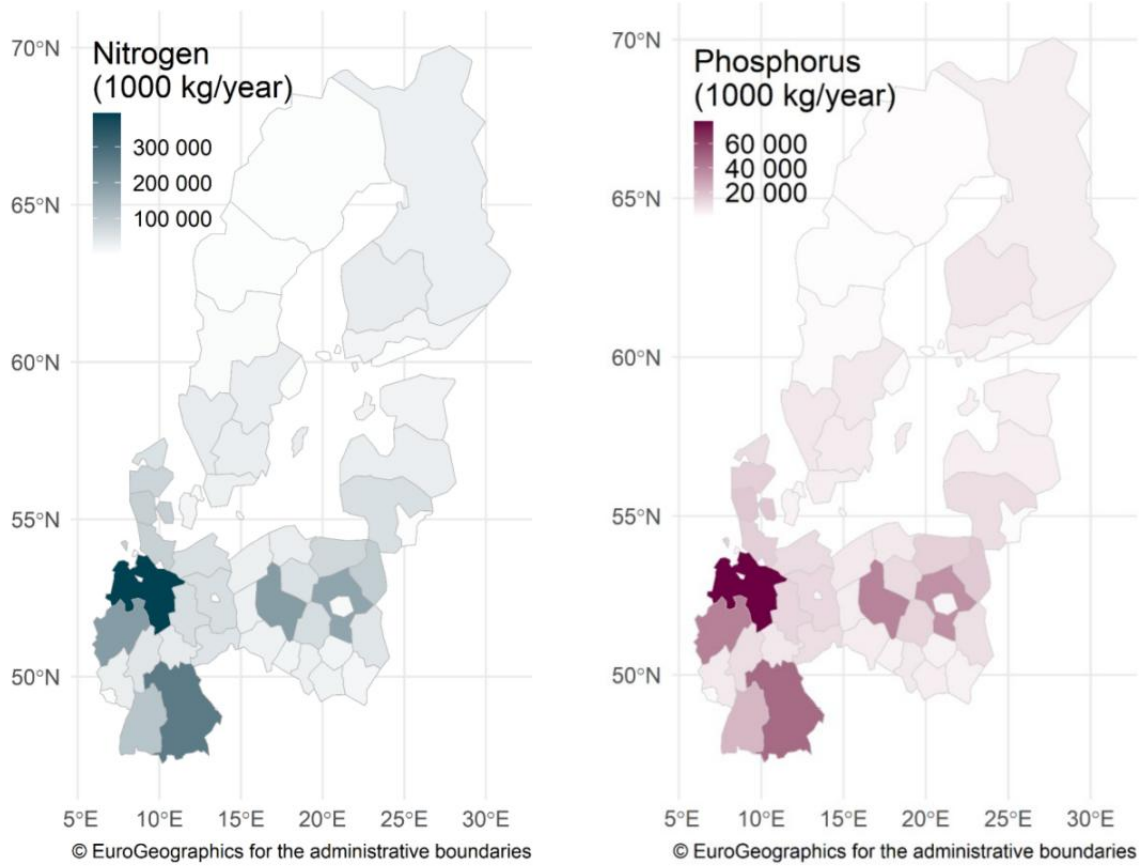 Nitrogen
(1000 kg/year)
300 000
200 000
100 000
70°N
65°N
60°N
55°N
50°N
5°E 10°E 15°E 20°E 25°E 30°E
© EuroGeographics for the administrative boundaries
Phosphorus
(1000 kg/year)
60 000
40 000
20 000
70°N
65°N
60°N
55°N
50°N
5°E 10°E 15°E 20°E 25°E 30°E
© EuroGeographics for the administrative boundaries